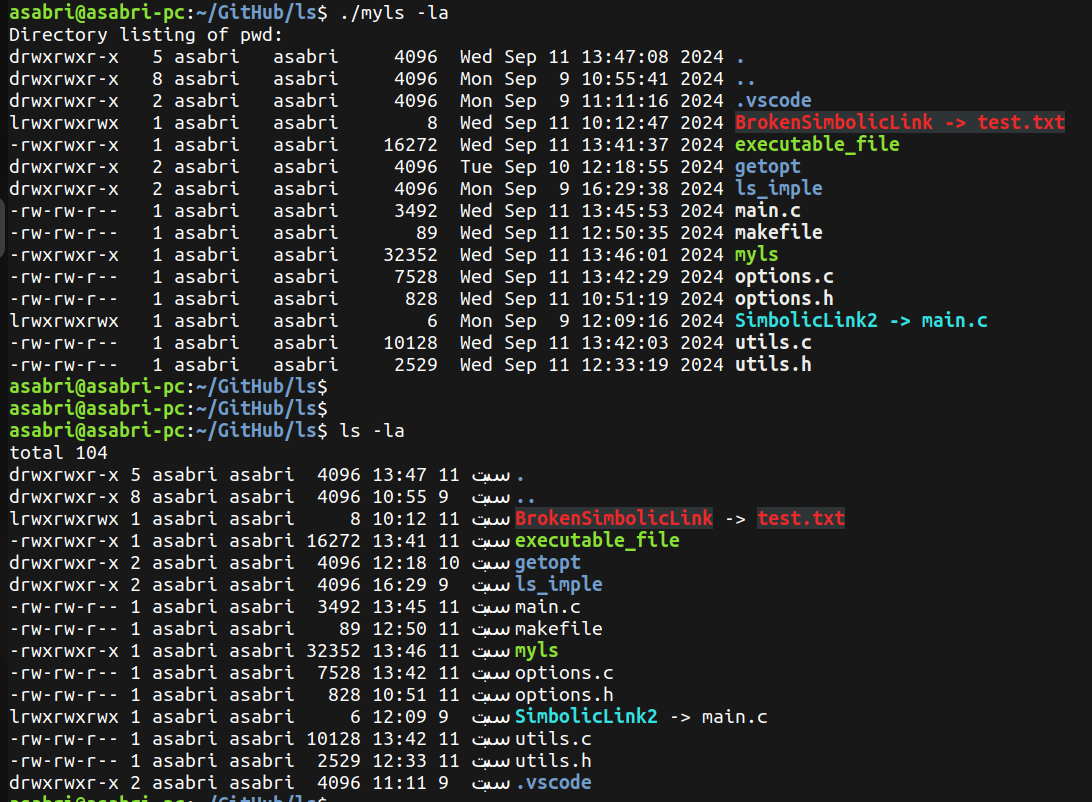 asabri@asabri-pc:~/GitHub/ls$ ./myls -la
Directory listing of pwd:
drwxrwxr-x   5 asabri   asabri     4096  Wed Sep 11 13:47:08 2024 .
drwxrwxr-x   8 asabri   asabri     4096  Mon Sep  9 10:55:41 2024 ..
drwxrwxr-x   2 asabri   asabri     4096  Mon Sep  9 11:11:16 2024 .vscode
lrwxrwxrwx   1 asabri   asabri        8  Wed Sep 11 10:12:47 2024 BrokenSimbolicLink -> test.txt
-rwxrwxr-x   1 asabri   asabri    16272  Wed Sep 11 13:41:37 2024 executable_file
drwxrwxr-x   2 asabri   asabri     4096  Tue Sep 10 12:18:55 2024 getopt
drwxrwxr-x   2 asabri   asabri     4096  Mon Sep  9 16:29:38 2024 ls_imple
-rw-rw-r--   1 asabri   asabri     3492  Wed Sep 11 13:45:53 2024 main.c
-rw-rw-r--   1 asabri   asabri       89  Wed Sep 11 12:50:35 2024 makefile
-rwxrwxr-x   1 asabri   asabri    32352  Wed Sep 11 13:46:01 2024 myls
-rw-rw-r--   1 asabri   asabri     7528  Wed Sep 11 13:42:29 2024 options.c
-rw-rw-r--   1 asabri   asabri      828  Wed Sep 11 10:51:19 2024 options.h
lrwxrwxrwx   1 asabri   asabri        6  Mon Sep  9 12:09:16 2024 SimbolicLink2 -> main.c
-rw-rw-r--   1 asabri   asabri    10128  Wed Sep 11 13:42:03 2024 utils.c
-rw-rw-r--   1 asabri   asabri     2529  Wed Sep 11 12:33:19 2024 utils.h
asabri@asabri-pc:~/GitHub/ls$
asabri@asabri-pc:~/GitHub/ls$
asabri@asabri-pc:~/GitHub/ls$ ls -la
total 104
drwxrwxr-x 5 asabri asabri  4096 13:47 11 سبت .
drwxrwxr-x 8 asabri asabri  4096 10:55 9  سبت ..
lrwxrwxrwx 1 asabri asabri     8 10:12 11 سبت BrokenSimbolicLink -> test.txt
-rwxrwxr-x 1 asabri asabri 16272 13:41 11 سبت executable_file
drwxrwxr-x 2 asabri asabri  4096 12:18 10 سبت getopt
drwxrwxr-x 2 asabri asabri  4096 16:29 9  سبت ls_imple
-rw-rw-r-- 1 asabri asabri  3492 13:45 11 سبت main.c
-rw-rw-r-- 1 asabri asabri    89 12:50 11 سبت makefile
-rwxrwxr-x 1 asabri asabri 32352 13:46 11 سبت myls
-rw-rw-r-- 1 asabri asabri  7528 13:42 11 سبت options.c
-rw-rw-r-- 1 asabri asabri   828 10:51 11 سبت options.h
lrwxrwxrwx 1 asabri asabri     6 12:09 9  سبت SimbolicLink2 -> main.c
-rw-rw-r-- 1 asabri asabri 10128 13:42 11 سبت utils.c
-rw-rw-r-- 1 asabri asabri  2529 12:33 11 سبت utils.h
drwxrwxr-x 2 asabri asabri  4096 11:11 9  سبت .vscode
asabri@asabri-pc:~/GitHub/ls$